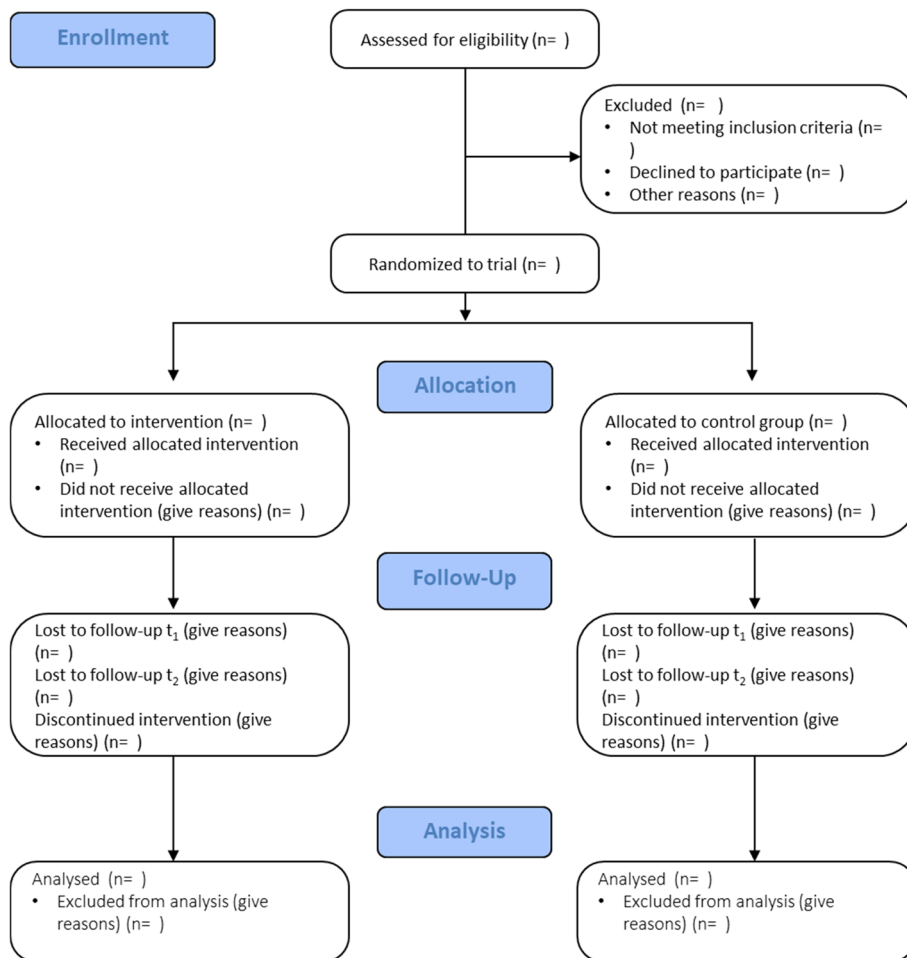 Enrollment
Assessed for eligibility (n=  )
Excluded  (n=   )
•   Not meeting inclusion criteria (n=
)
•   Declined to participate (n=  )
•   Other reasons (n=  )
Randomized to trial (n=  )
Allocation
Allocated to intervention (n=  )
•   Received allocated intervention
(n=  )
•   Did not receive allocated
intervention (give reasons) (n=  )
Allocated to control group (n=  )
•   Received allocated intervention
(n=  )
•   Did not receive allocated
intervention (give reasons) (n=  )
Follow-Up
Lost to follow-up t₁ (give reasons)
(n=  )
Lost to follow-up t₂ (give reasons)
(n=  )
Discontinued intervention (give
reasons) (n=  )
Lost to follow-up t₁ (give reasons)
(n=  )
Lost to follow-up t₂ (give reasons)
(n=  )
Discontinued intervention (give
reasons) (n=  )
Analysis
Analysed  (n=  )
•   Excluded from analysis (give
reasons) (n=  )
Analysed  (n=  )
•   Excluded from analysis (give
reasons) (n=  )